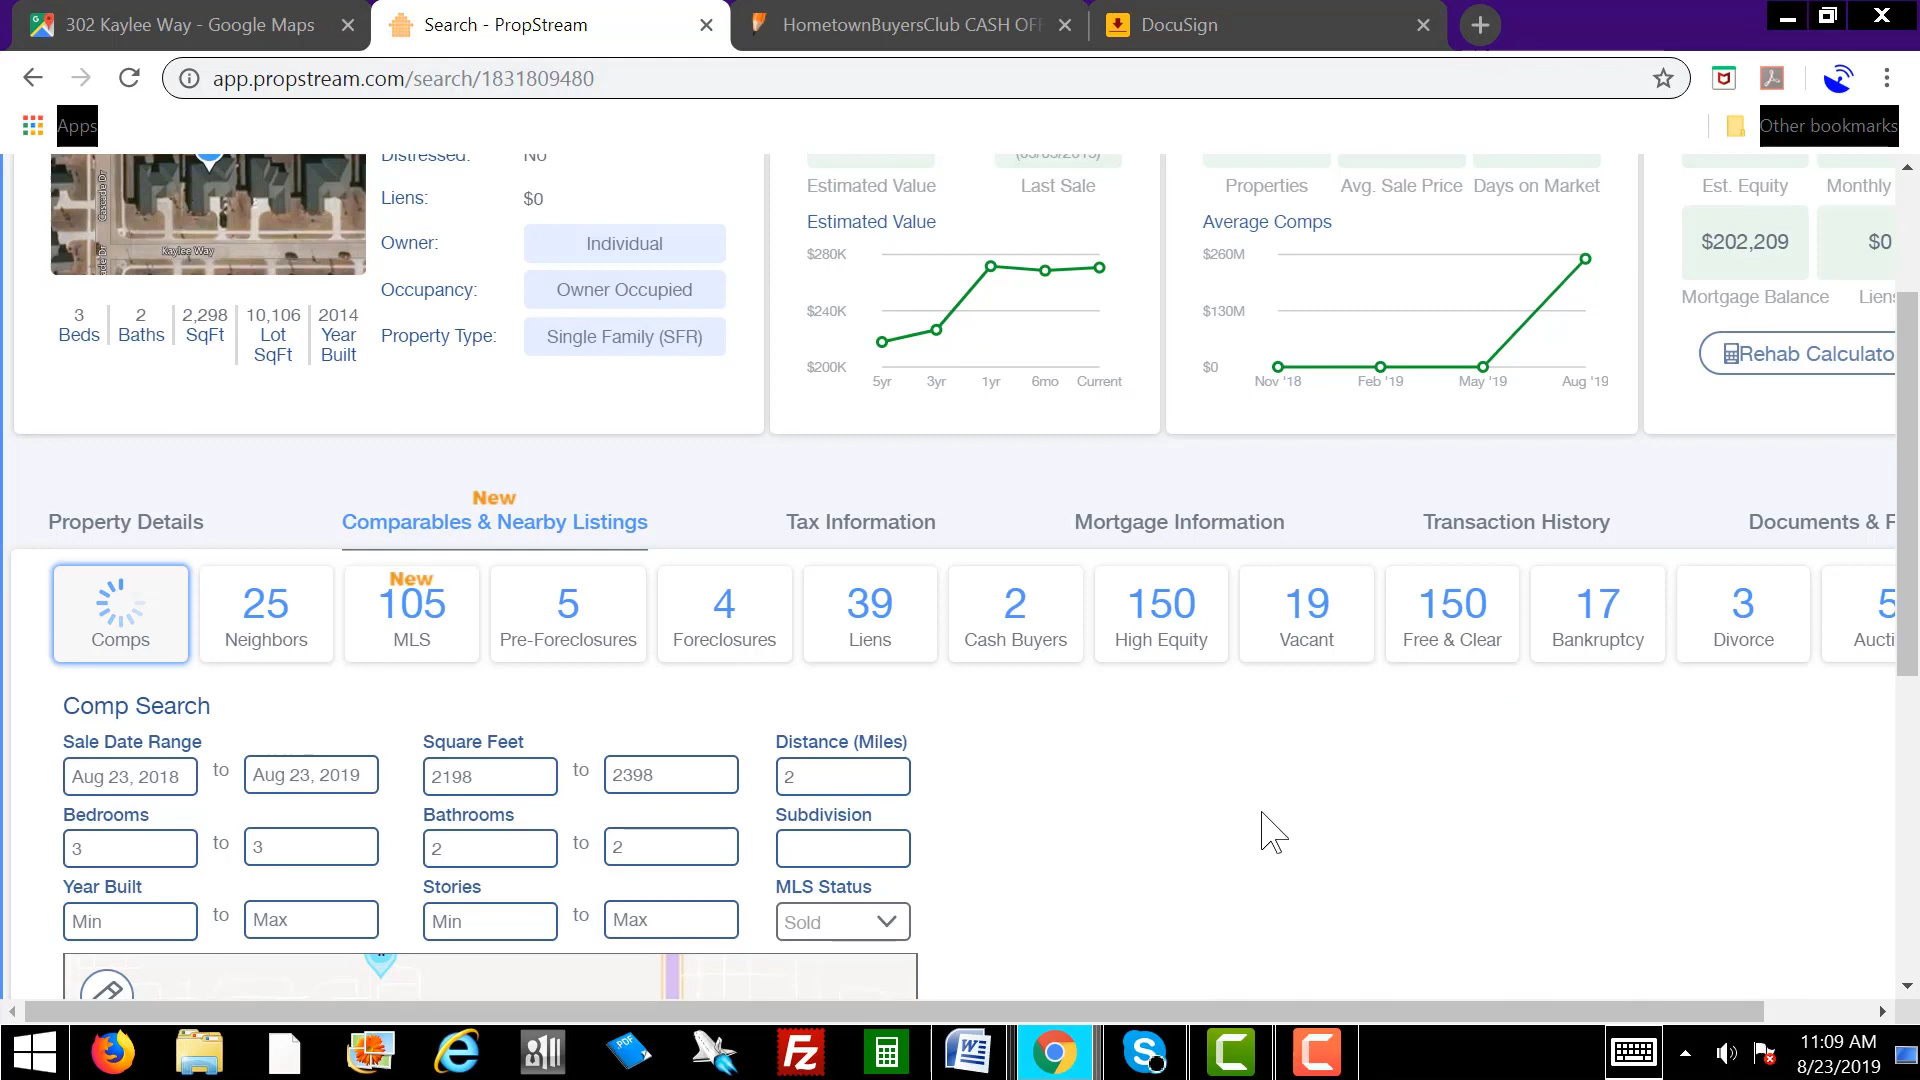 302 Kaylee Way - Google Maps
Search - PropStream
HometownBuyersClub CASH OF
DocuSign
app.propstream.com/search/1831809480
Apps
Other bookmarks
Distressed: No
Liens: $0
Owner: Individual
Occupancy: Owner Occupied
Property Type: Single Family (SFR)
Kaylee Way
3 Beds
2 Baths
2,298 SqFt
10,106 Lot SqFt
2014 Year Built
Estimated Value
Last Sale
Estimated Value
$280K
$240K
$200K
5yr 3yr 1yr 6mo Current
Properties Avg. Sale Price Days on Market
Average Comps
$260M
$130M
$0
Nov '18 Feb '19 May '19 Aug '19
Est. Equity Monthly
$202,209 $0
Mortgage Balance Liens
Rehab Calculato
New
Property Details Comparables & Nearby Listings Tax Information Mortgage Information Transaction History Documents & F
Comps
25 Neighbors
New
105 MLS
5 Pre-Foreclosures
4 Foreclosures
39 Liens
2 Cash Buyers
150 High Equity
19 Vacant
150 Free & Clear
17 Bankruptcy
3 Divorce
5 Aucti
Comp Search
Sale Date Range Square Feet Distance (Miles)
Aug 23, 2018 to Aug 23, 2019 2198 to 2398 2
Bedrooms Bathrooms Subdivision
3 to 3 2 to 2
Year Built Stories MLS Status
Min to Max Min to Max Sold
PDF
11:09 AM
8/23/2019